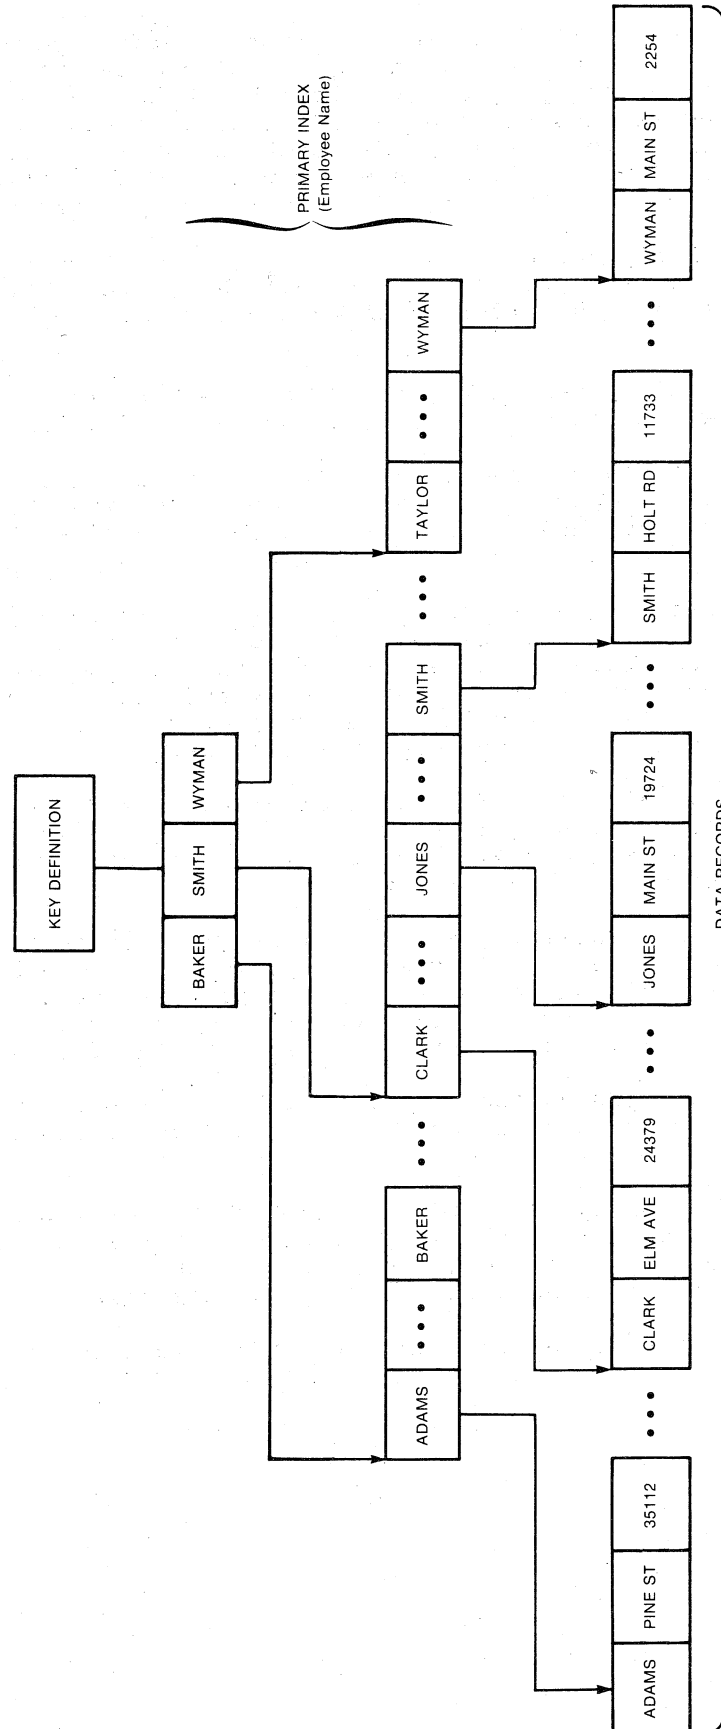 KEY DEFINITION
BAKER SMITH WYMAN
PRIMARY INDEX
(Employee Name)
ADAMS ••• BAKER ••• CLARK ••• JONES ••• SMITH ••• TAYLOR ••• WYMAN
ADAMS PINE ST 35112 ••• CLARK ELM AVE 24379 ••• JONES MAIN ST 19724 ••• SMITH HOLT RD 11733 ••• WYMAN MAIN ST 2254
DATA RECORDS